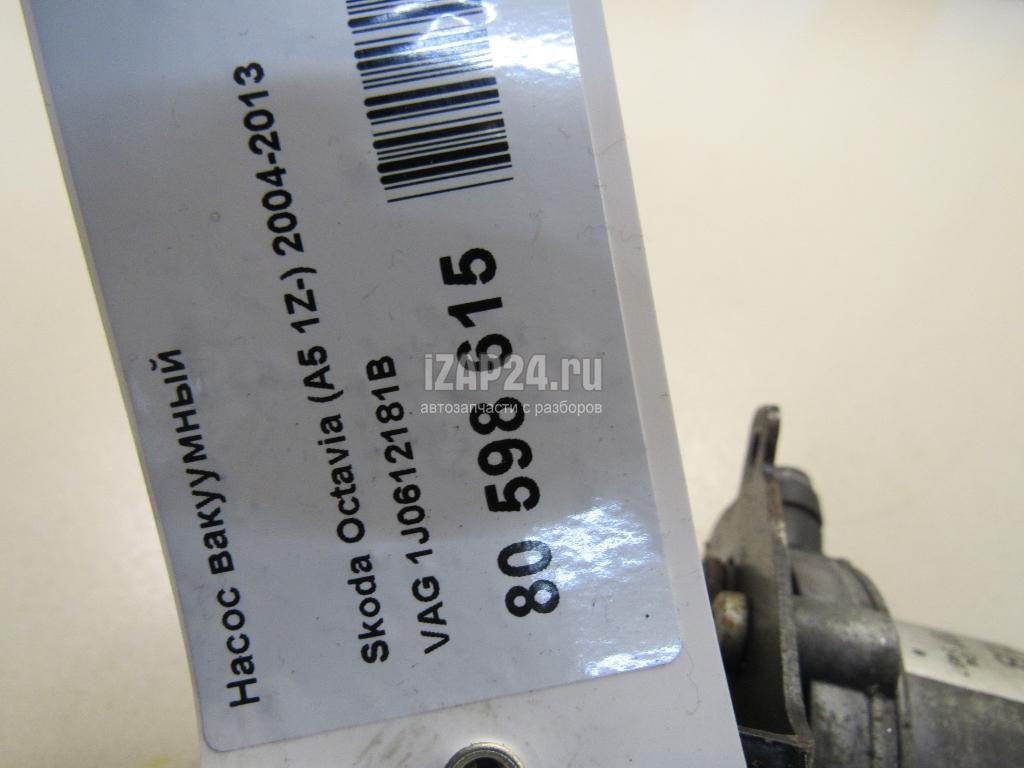 Насос вакуумный
Skoda Octavia (A5 1Z-) 2004-2013
VAG 1J0612181B
80 598 615
iZAP24.ru
автозапчасти с разборов